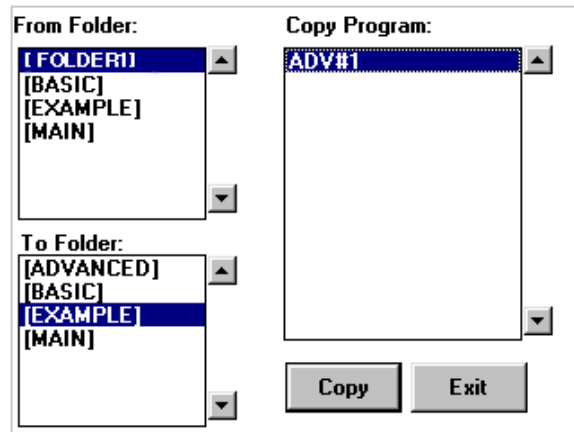 From Folder:
[ FOLDER1]
[BASIC]
[EXAMPLE]
[MAIN]
To Folder:
[ADVANCED]
[BASIC]
[EXAMPLE]
[MAIN]
Copy Program:
ADV#1
Copy
Exit